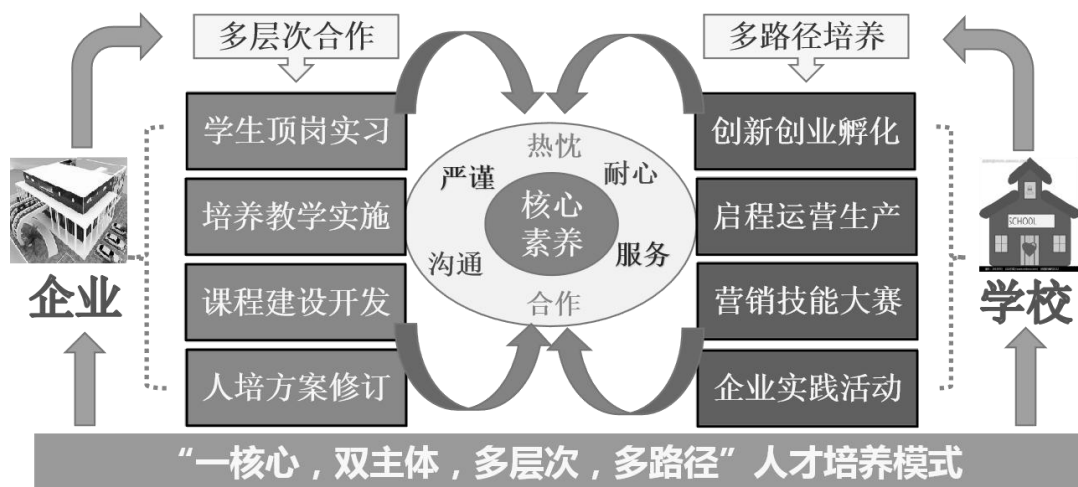 多层次合作
多路径培养
学生顶岗实习
培养教学实施
课程建设开发
人培方案修订
热忱
严谨
耐心
核心
素养
沟通
服务
合作
创新创业孵化
启程运营生产
营销技能大赛
企业实践活动
企业
SCHOOL
学校
“一核心，双主体，多层次，多路径”人才培养模式